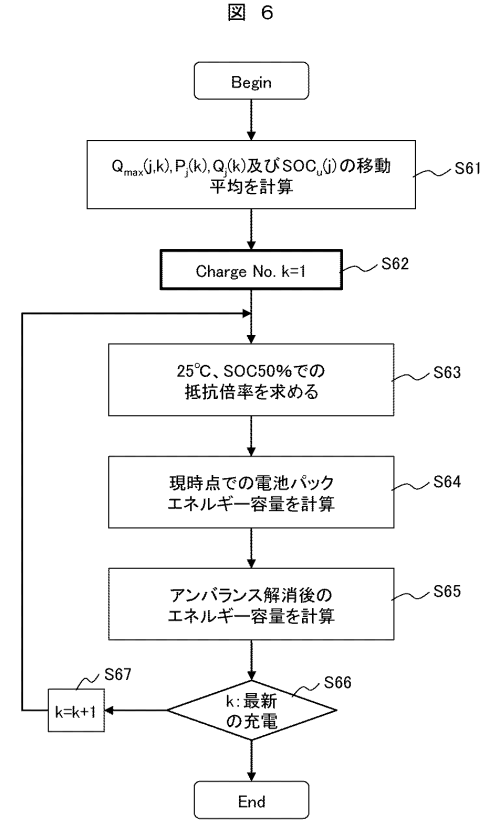 図 6
Begin
Qmax(j,k),Pj(k),Qj(k)及びSOCu(j)の移動
平均を計算
S61
Charge No. k=1
S62
25℃、SOC50%での
抵抗倍率を求める
S63
現時点での電池パック
エネルギー容量を計算
S64
アンバランス解消後の
エネルギー容量を計算
S65
k:最新
の充電
S66
S67
k=k+1
End